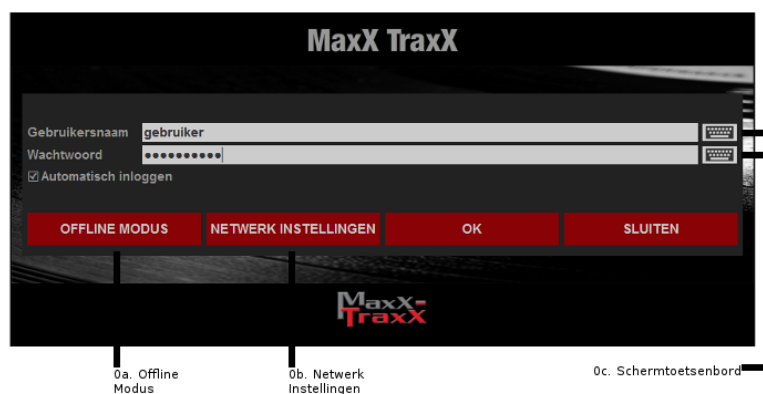 MaxX TraxX
Gebruikersnaam gebruiker
Wachtwoord ••••••••••
Automatisch inloggen
OFFLINE MODUS NETWERK INSTELLINGEN OK SLUITEN
MaxX-
TraxX
0a. Offline
Modus
0b. Netwerk
Instellingen
0c. Schermtoetsenbord